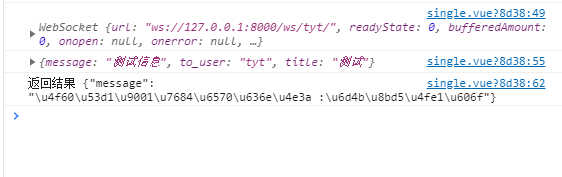 single.vue?8d38:49
WebSocket {url: "ws://127.0.0.1:8000/ws/tyt/", readyState: 0, bufferedAmount:
0, onopen: null, onerror: null, …}
{message: "测试信息", to_user: "tyt", title: "测试"} single.vue?8d38:55
返回结果 {"message": single.vue?8d38:62
"\u4f60\u53d1\u9001\u7684\u6570\u636e\u4e3a :\u6d4b\u8bd5\u4fe1\u606f"}